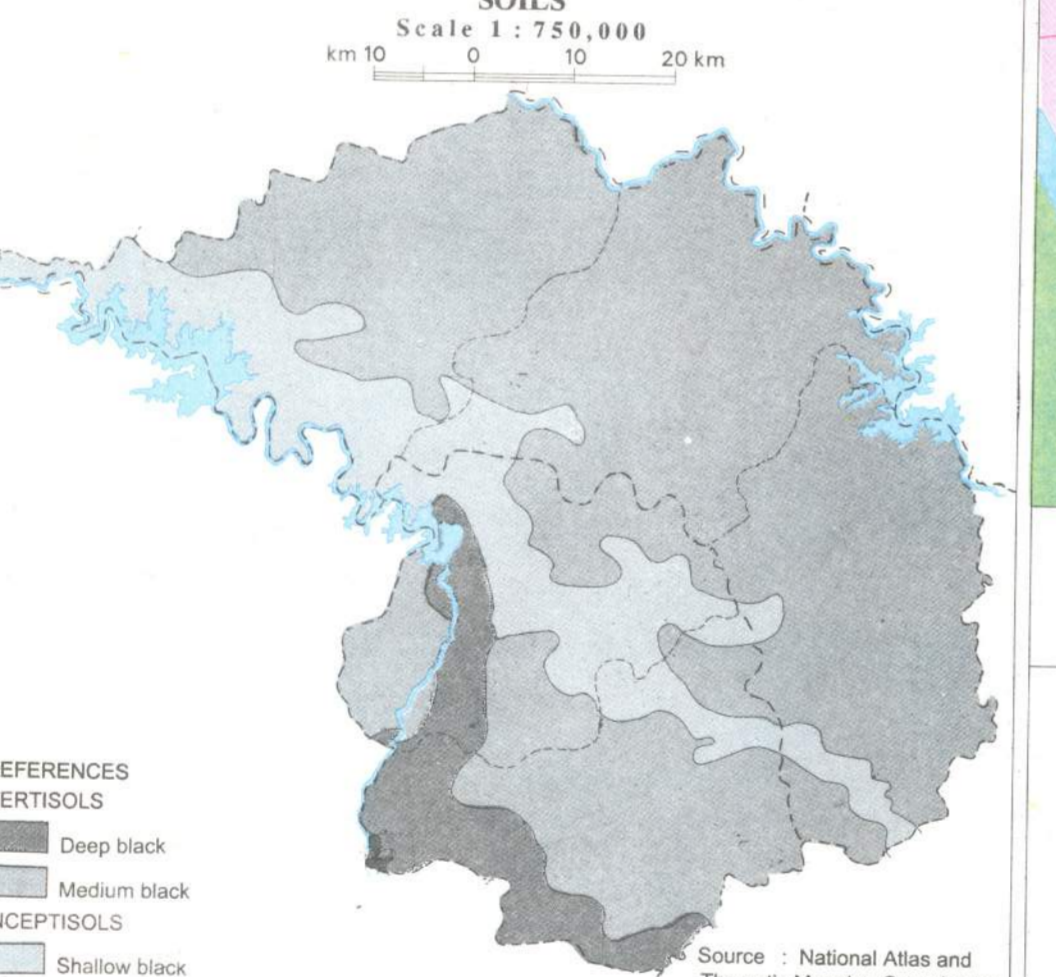 SOILS
Scale 1 : 750,000
km 10 0 10 20 km
EFERENCES
ERTISOLS
Deep black
Medium black
NCEPTISOLS
Shallow black
Source : National Atlas and